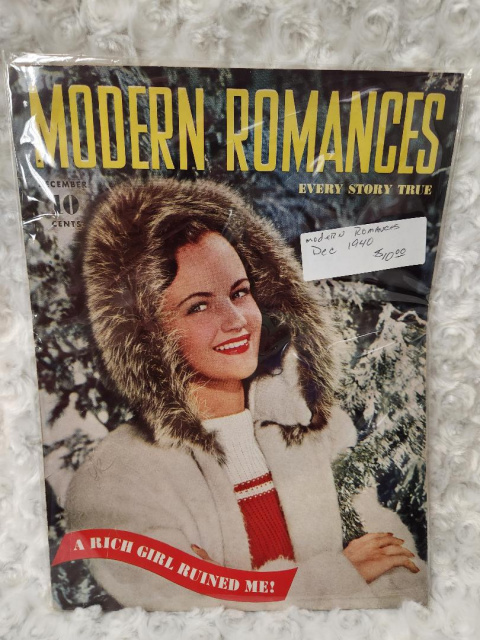 MODERN ROMANCES
EVERY STORY TRUE
DECEMBER
10
CENTS
modern Romances
Dec 1940
$10.00
A RICH GIRL RUINED ME!